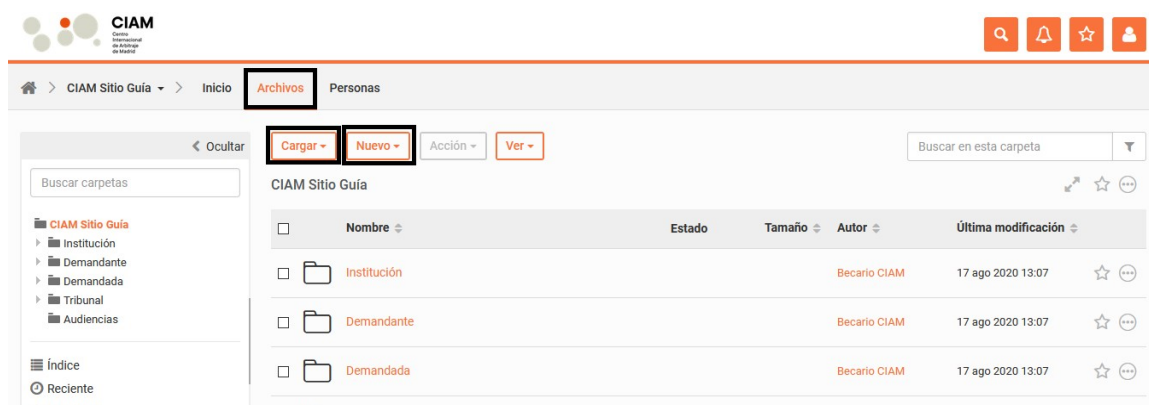 CIAM
Centro
Internacional
de Arbitraje
de Madrid
> CIAM Sitio Guía > Inicio Archivos Personas
Ocultar
Cargar Nuevo Acción Ver
Buscar en esta carpeta
Buscar carpetas
CIAM Sitio Guía
CIAM Sitio Guía
Institución
Demandante
Demandada
Tribunal
Audiencias
Índice
Reciente
Nombre Estado Tamaño Autor Última modificación
Institución Becario CIAM 17 ago 2020 13:07
Demandante Becario CIAM 17 ago 2020 13:07
Demandada Becario CIAM 17 ago 2020 13:07